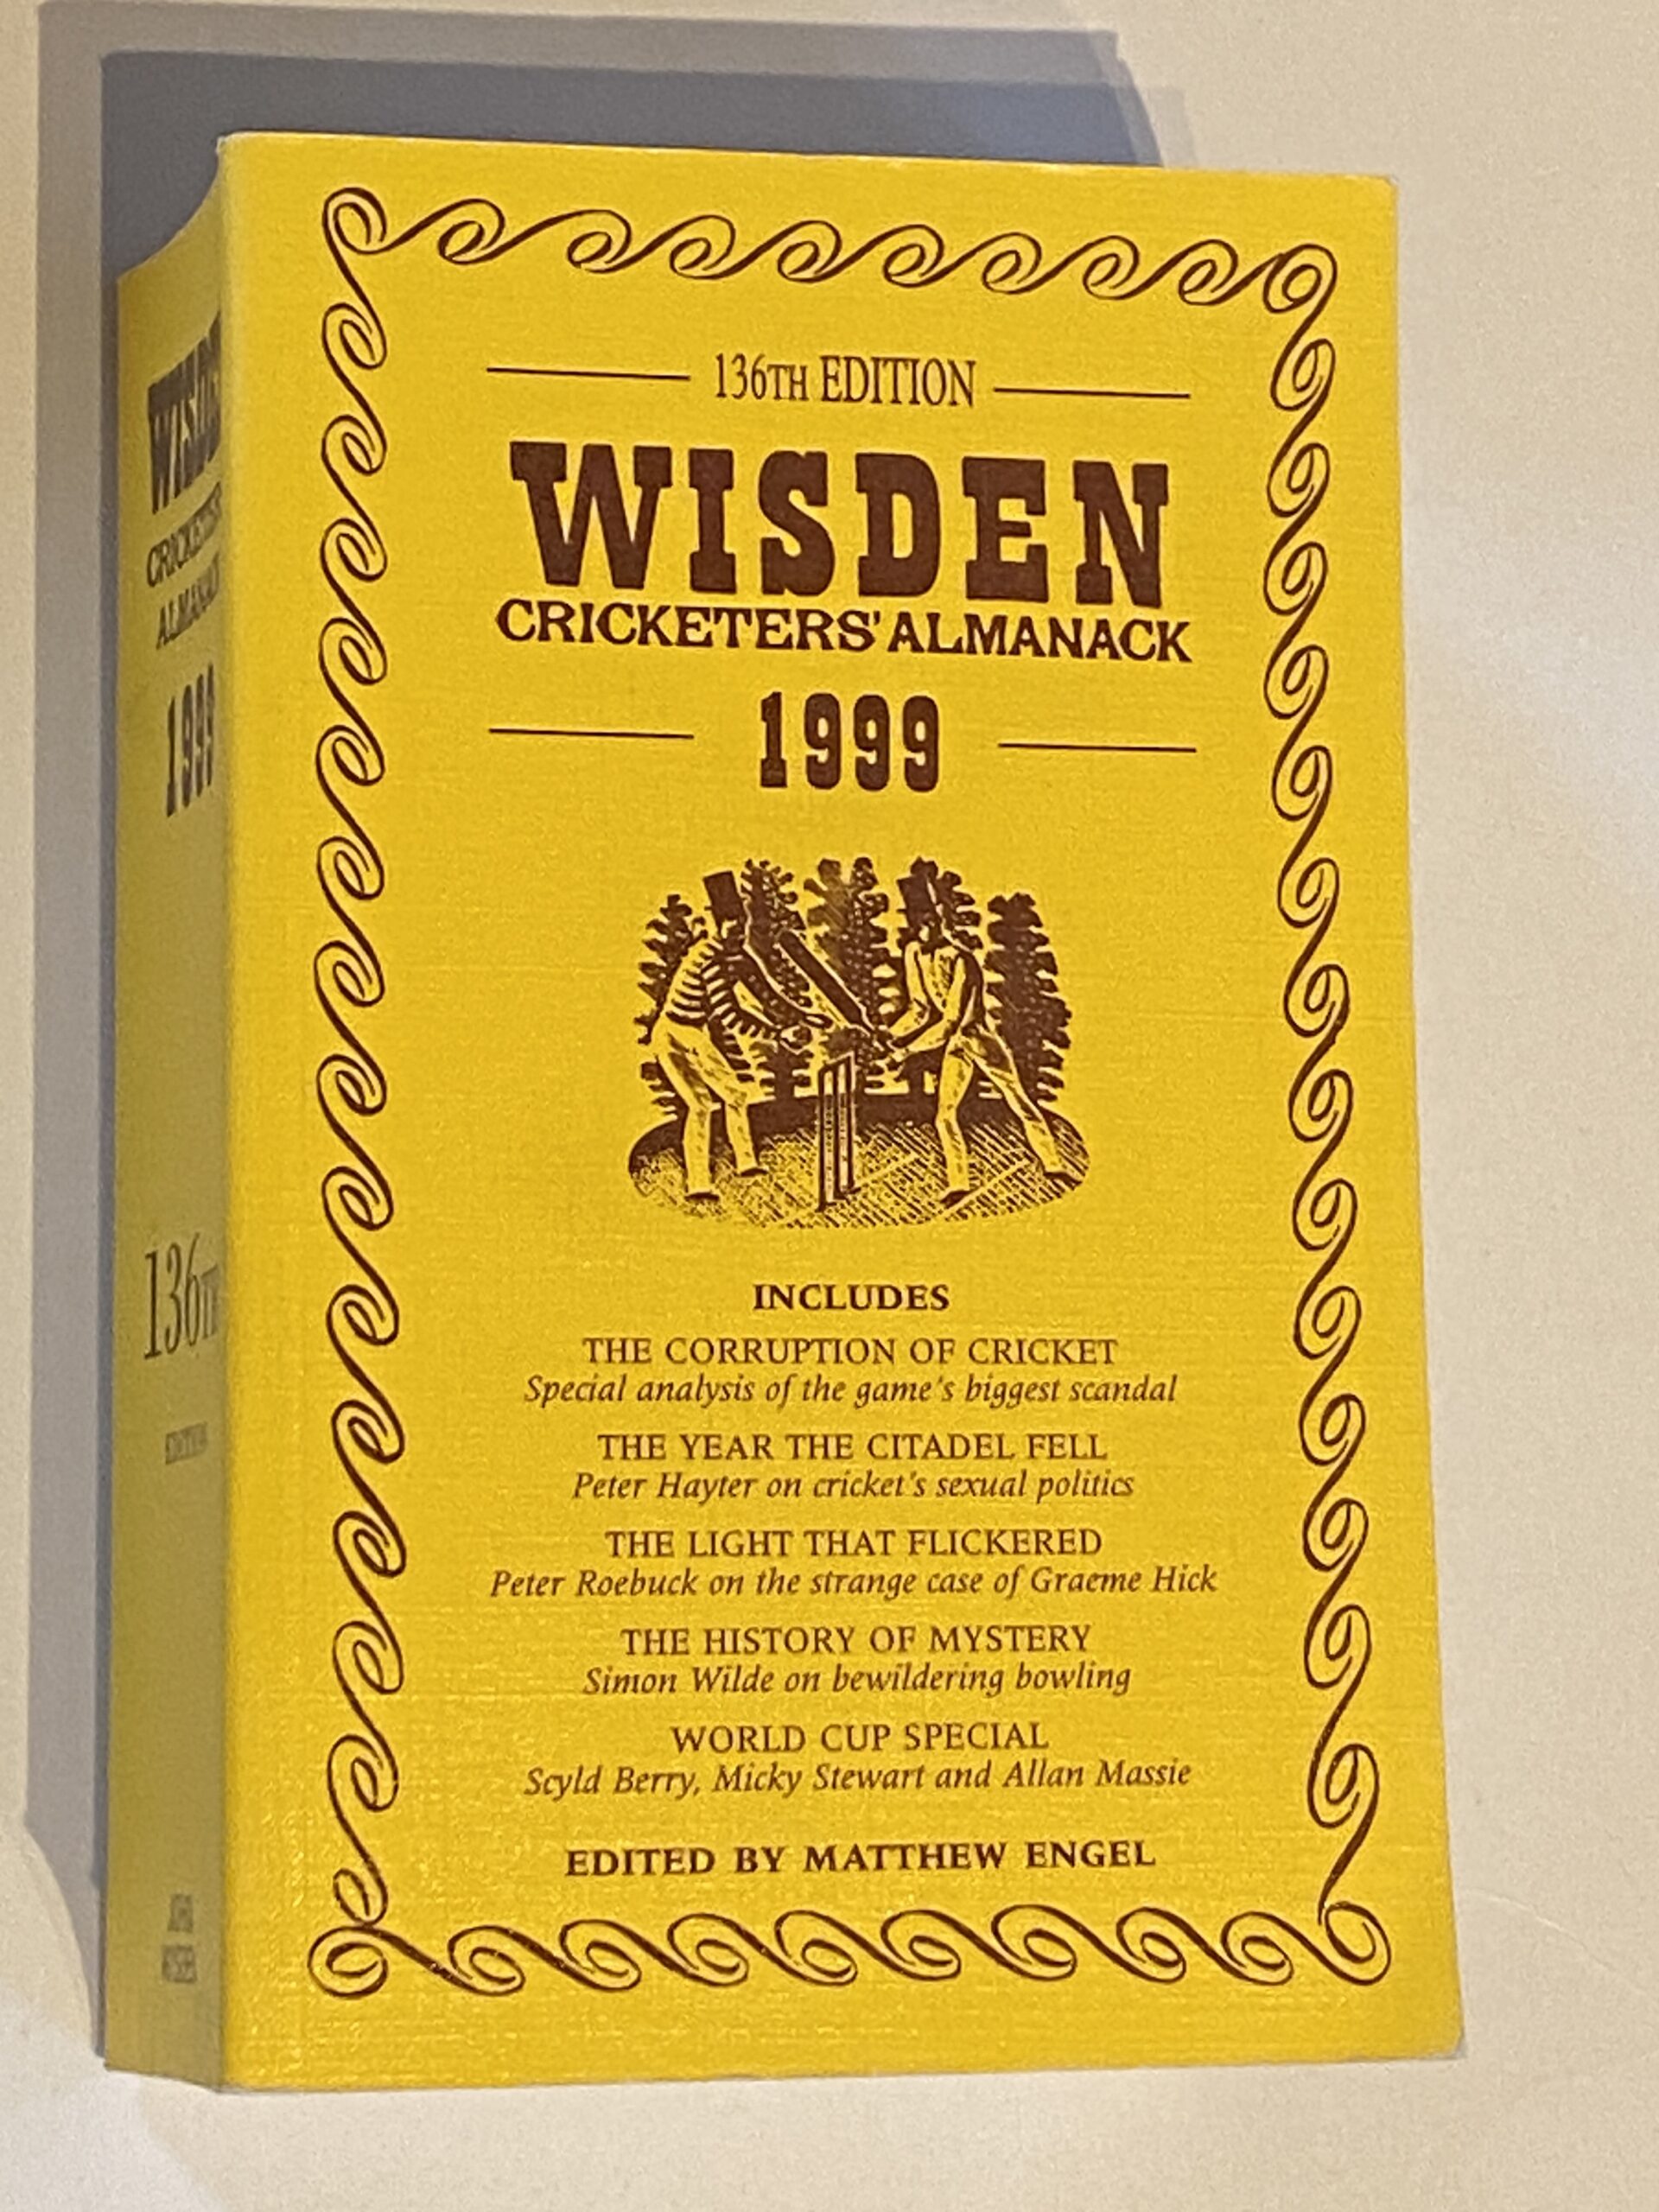 136TH EDITION
WISDEN
CRICKETERS' ALMANACK
1999
INCLUDES
THE CORRUPTION OF CRICKET
Special analysis of the game's biggest scandal
THE YEAR THE CITADEL FELL
Peter Hayter on cricket's sexual politics
THE LIGHT THAT FLICKERED
Peter Roebuck on the strange case of Graeme Hick
THE HISTORY OF MYSTERY
Simon Wilde on bewildering bowling
WORLD CUP SPECIAL
Scyld Berry, Micky Stewart and Allan Massie
EDITED BY MATTHEW ENGEL
WISDEN
CRICKETERS'
ALMANACK
1999
136TH
EDITION